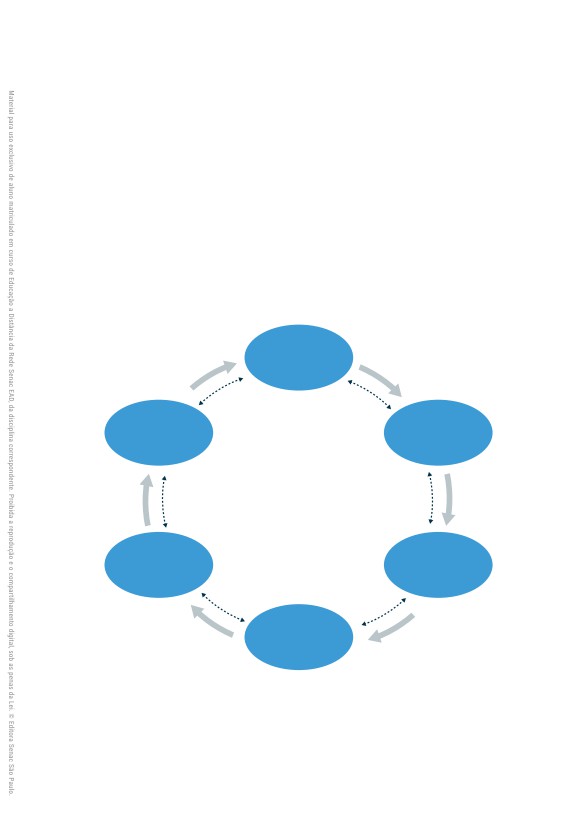 Material para uso exclusivo de aluno matriculado em curso de Educação a Distância da Rede Senac EAD, da disciplina correspondente. Proibida a reprodução e o compartilhamento digital, sob as penas da Lei. © Editora Senac São Paulo.